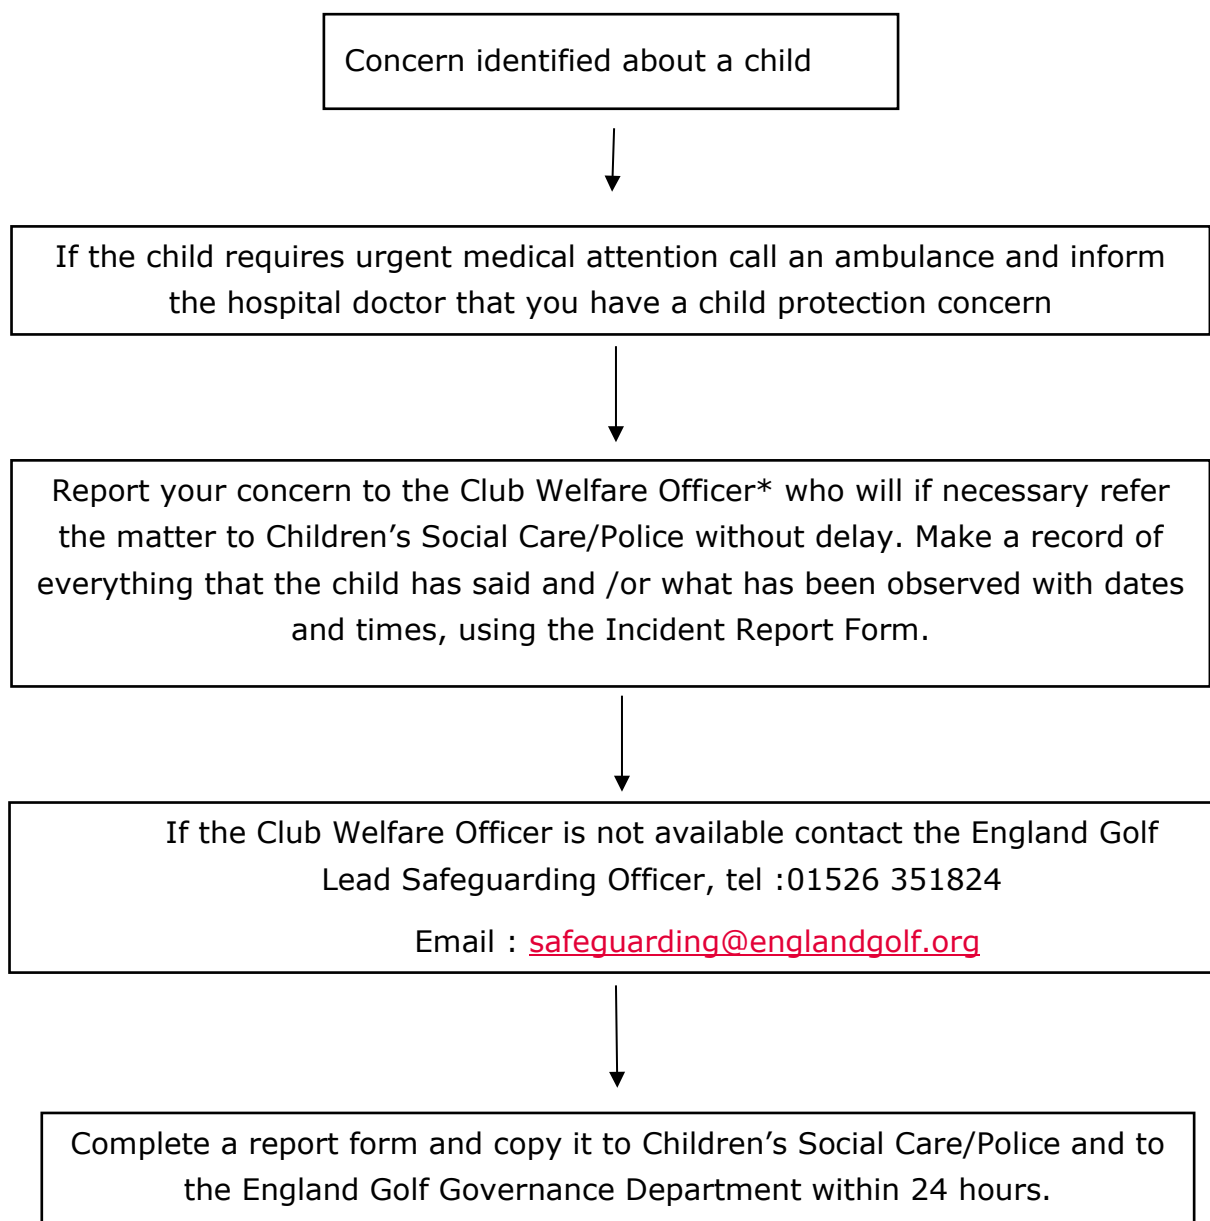 Concern identified about a child
If the child requires urgent medical attention call an ambulance and inform
the hospital doctor that you have a child protection concern
Report your concern to the Club Welfare Officer* who will if necessary refer
the matter to Children’s Social Care/Police without delay. Make a record of
everything that the child has said and /or what has been observed with dates
and times, using the Incident Report Form.
If the Club Welfare Officer is not available contact the England Golf
Lead Safeguarding Officer, tel :01526 351824
Email : safeguarding@englandgolf.org
Complete a report form and copy it to Children’s Social Care/Police and to
the England Golf Governance Department within 24 hours.